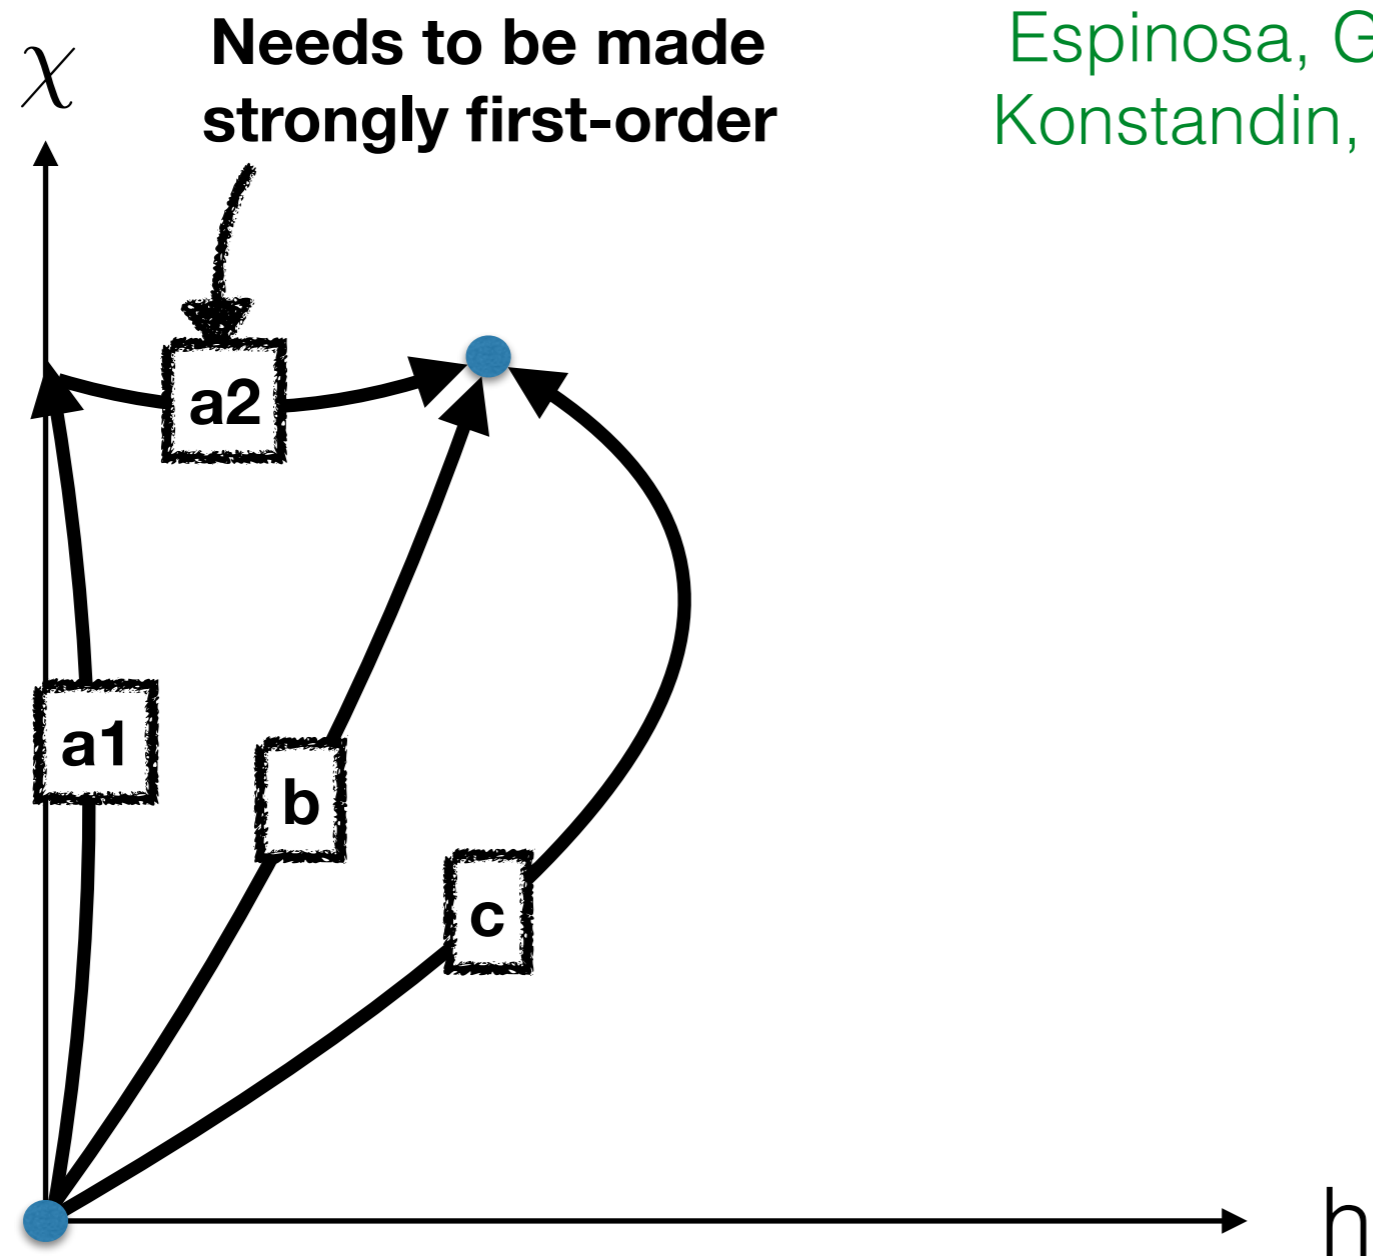 χ
Needs to be made
strongly first-order
Espinosa, G
Konstandin,
a2
a1
b
c
h